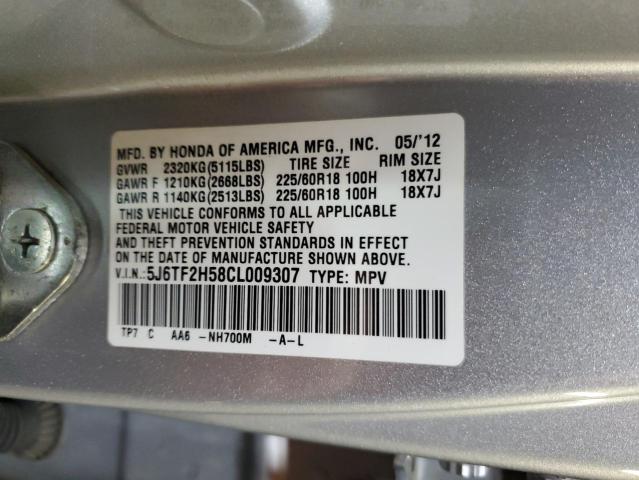 MFD. BY HONDA OF AMERICA MFG., INC. 05/'12
GVWR 2320KG(5115LBS) TIRE SIZE RIM SIZE
GAWR F 1210KG(2668LBS) 225/60R18 100H 18X7J
GAWR R 1140KG(2513LBS) 225/60R18 100H 18X7J
THIS VEHICLE CONFORMS TO ALL APPLICABLE
FEDERAL MOTOR VEHICLE SAFETY
AND THEFT PREVENTION STANDARDS IN EFFECT
ON THE DATE OF MANUFACTURE SHOWN ABOVE.
V.I.N.:5J6TF2H58CL009307 TYPE: MPV
TP7 C AA6 -NH700M -A-L